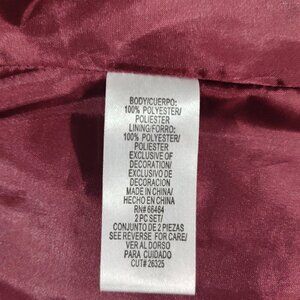 BODY/CUERPO:
100% POLYESTER/
POLIESTER
LINING/FORRO:
100% POLYESTER/
POLIESTER
EXCLUSIVE OF
DECORATION/
EXCLUSIVO DE
DECORACION
MADE IN CHINA/
HECHO EN CHINA
RN# 66464
2 PC SET/
CONJUNTO DE 2 PIEZAS
SEE REVERSE FOR CARE/
VER AL DORSO
PARA CUIDADO
CUT# 26325